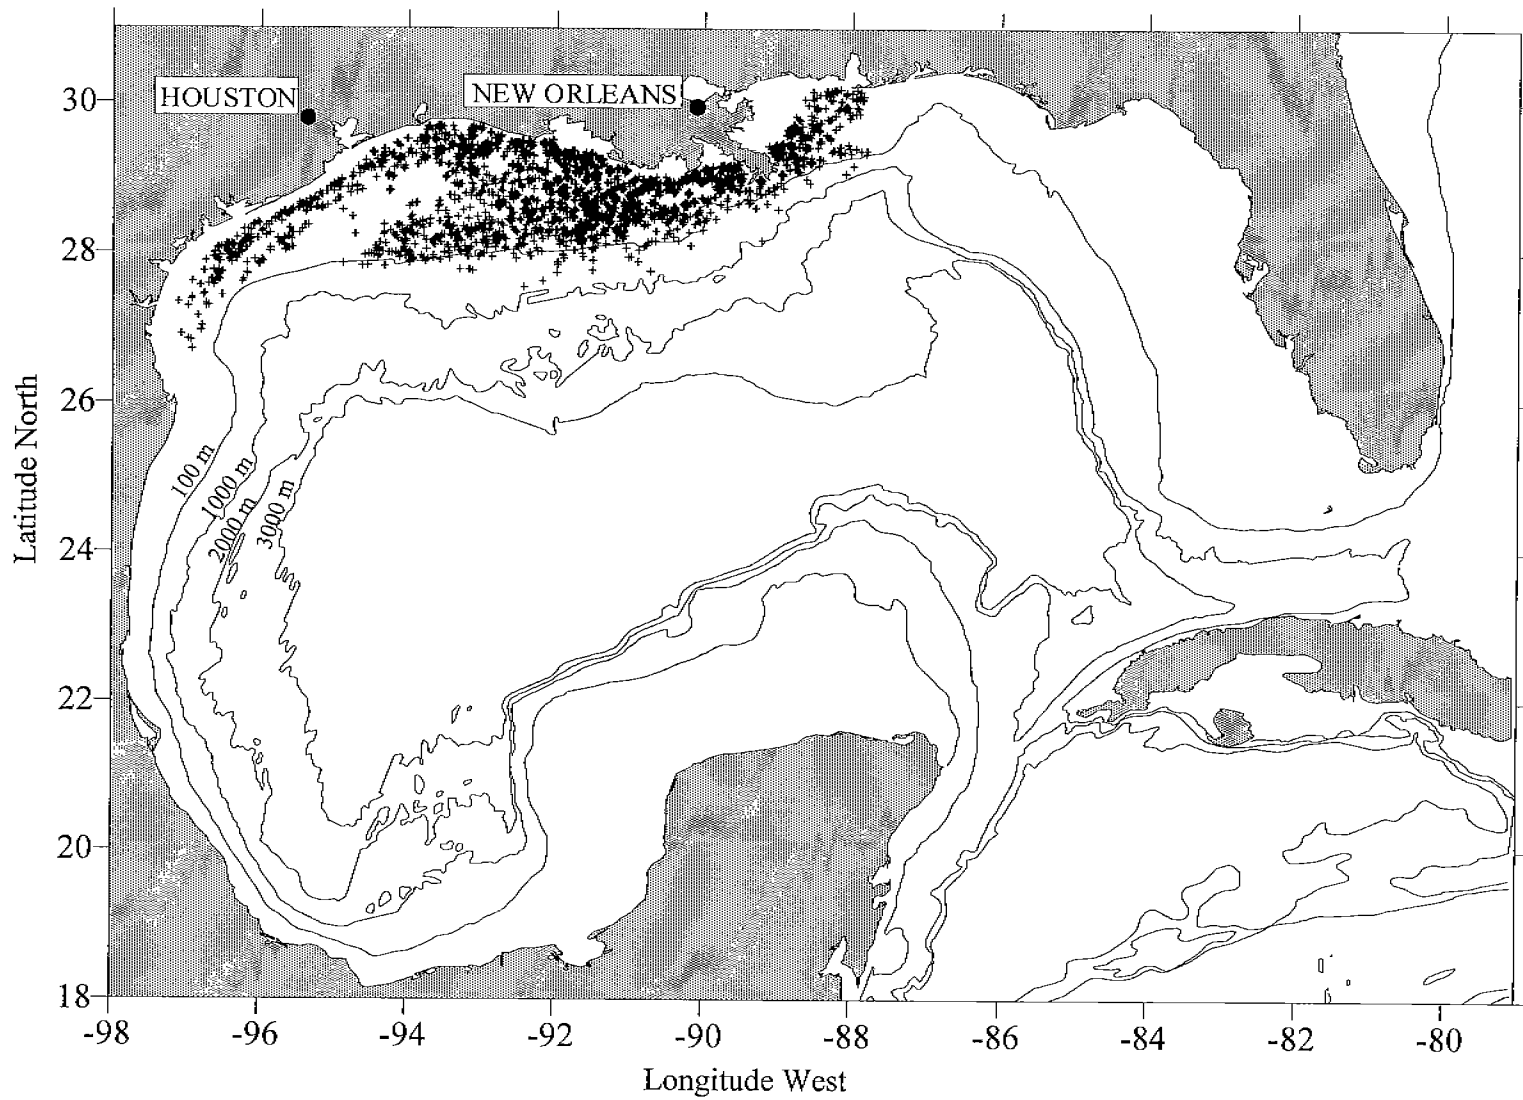 HOUSTON
NEW ORLEANS
30
28
26
24
22
20
18
Latitude North
100 m
1000 m
2000 m
3000 m
-98 -96 -94 -92 -90 -88 -86 -84 -82 -80
Longitude West